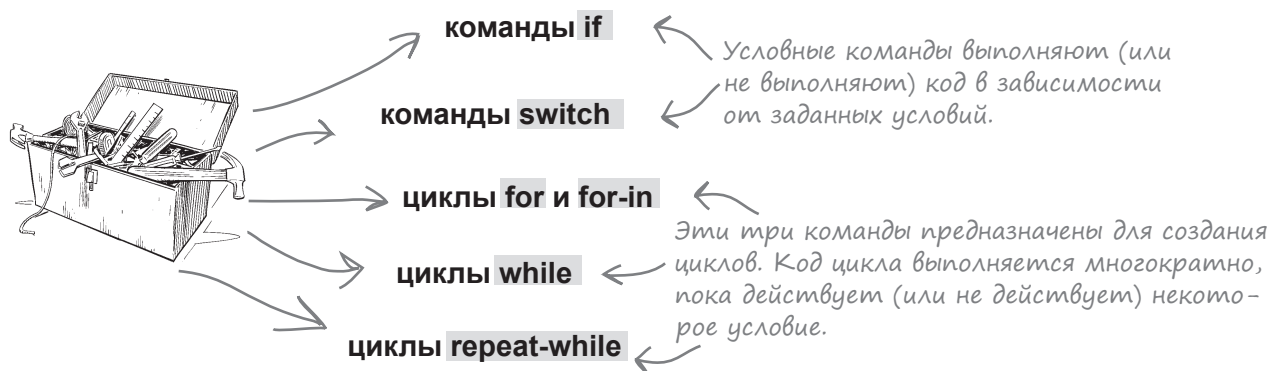 команды if
Условные команды выполняют (или
не выполняют) код в зависимости
от заданных условий.
команды switch
циклы for и for-in
Эти три команды предназначены для создания
циклов. Код цикла выполняется многократно,
пока действует (или не действует) некото-
рое условие.
циклы while
циклы repeat-while